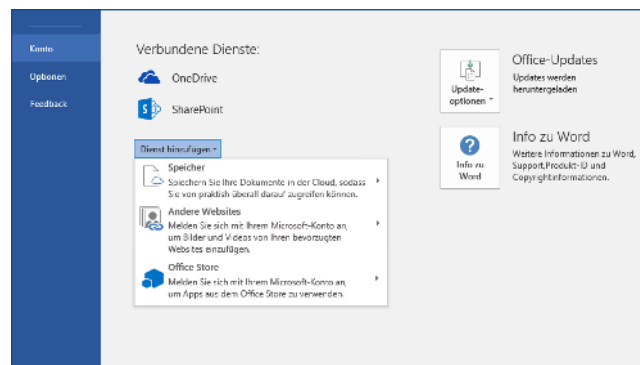 Konto
Optionen
Feedback
Verbundene Dienste:
OneDrive
SharePoint
Dienst hinzufügen
Speicher
Speichern Sie Ihre Dokumente in der Cloud, sodass
Sie von praktisch überall darauf zugreifen können.
Andere Websites
Melden Sie sich mit Ihrem Microsoft-Konto an,
um Bilder und Videos von Ihren bevorzugten
Websites einzufügen.
Office Store
Melden Sie sich mit Ihrem Microsoft-Konto an,
um Apps aus dem Office Store zu verwenden.
Update-
optionen
Office-Updates
Updates werden
heruntergeladen
Info zu
Word
Info zu Word
Weitere Informationen zu Word,
Support,Produkt-ID und
Copyrightinformationen.